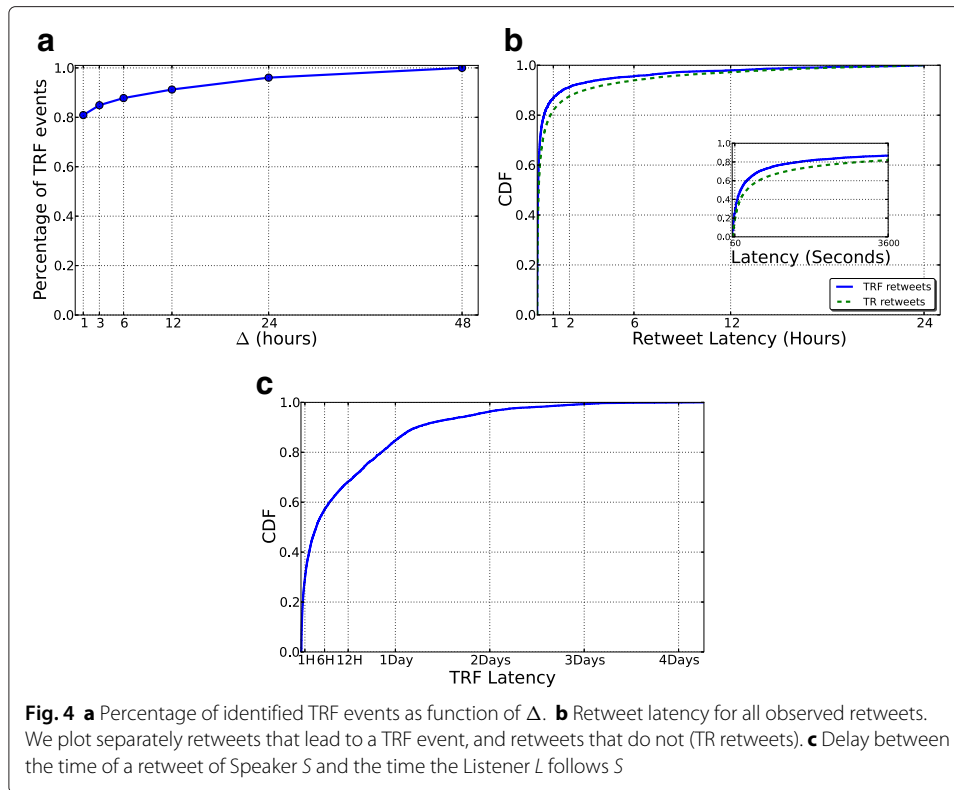 a
Percentage of TRF events
1.0
0.8
0.6
0.4
0.2
0.0
1 3 6 12 24 48
Δ (hours)
b
CDF
1.0
0.8
0.6
0.4
0.2
0.0
1.0
0.8
0.6
0.4
0.2
0.0
60 3600
Latency (Seconds)
TRF retweets
TR retweets
1 2 6 12 24
Retweet Latency (Hours)
c
CDF
1.0
0.8
0.6
0.4
0.2
0.0
1H 6H 12H 1Day 2Days 3Days 4Days
TRF Latency
Fig. 4 a Percentage of identified TRF events as function of Δ. b Retweet latency for all observed retweets.
We plot separately retweets that lead to a TRF event, and retweets that do not (TR retweets). c Delay between
the time of a retweet of Speaker S and the time the Listener L follows S